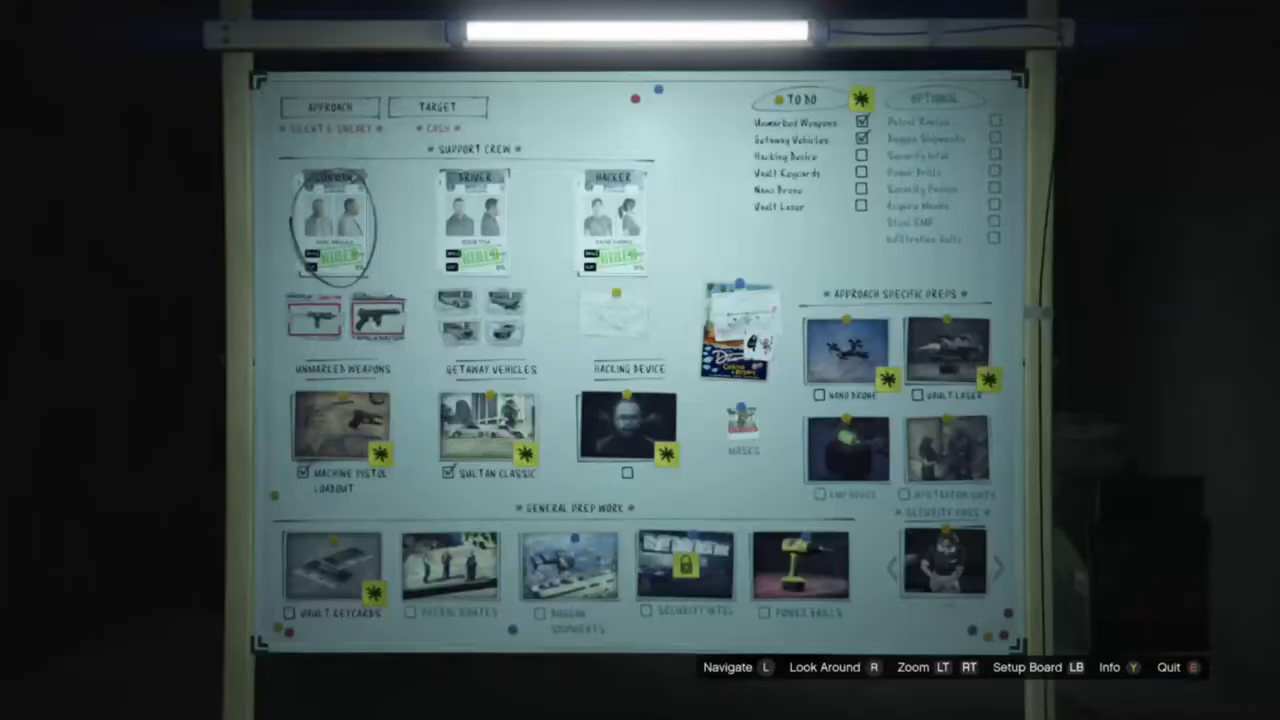 APPROACH
TARGET
* SILENT & SNEAKY *
* CASH *
* SUPPORT CREW *
TO DO
OPTIONAL
Unmarked Weapons
Getaway Vehicles
Hacking Device
Vault Keycards
Nano Drone
Vault Laser
Patrol Routes
Duggan Shipments
Security Intel
Power Drills
Security Passes
Acquire Masks
Steal EMP
Infiltration Suits
GUNMAN
DRIVER
HACKER
HIRED
HIRED
HIRED
* APPROACH SPECIFIC PREPS *
UNMARKED WEAPONS
GETAWAY VEHICLES
HACKING DEVICE
NANO DRONE
VAULT LASER
MASKS
MACHINE PISTOL
LOADOUT
SULTAN CLASSIC
EMP DEVICE
INFILTRATION SUITS
* GENERAL PREP WORK *
* SECURITY PASS *
VAULT KEYCARDS
PATROL ROUTES
DUGGAN
SHIPMENTS
SECURITY INTEL
POWER DRILLS
Navigate L
Look Around R
Zoom LT RT
Setup Board LB
Info Y
Quit B